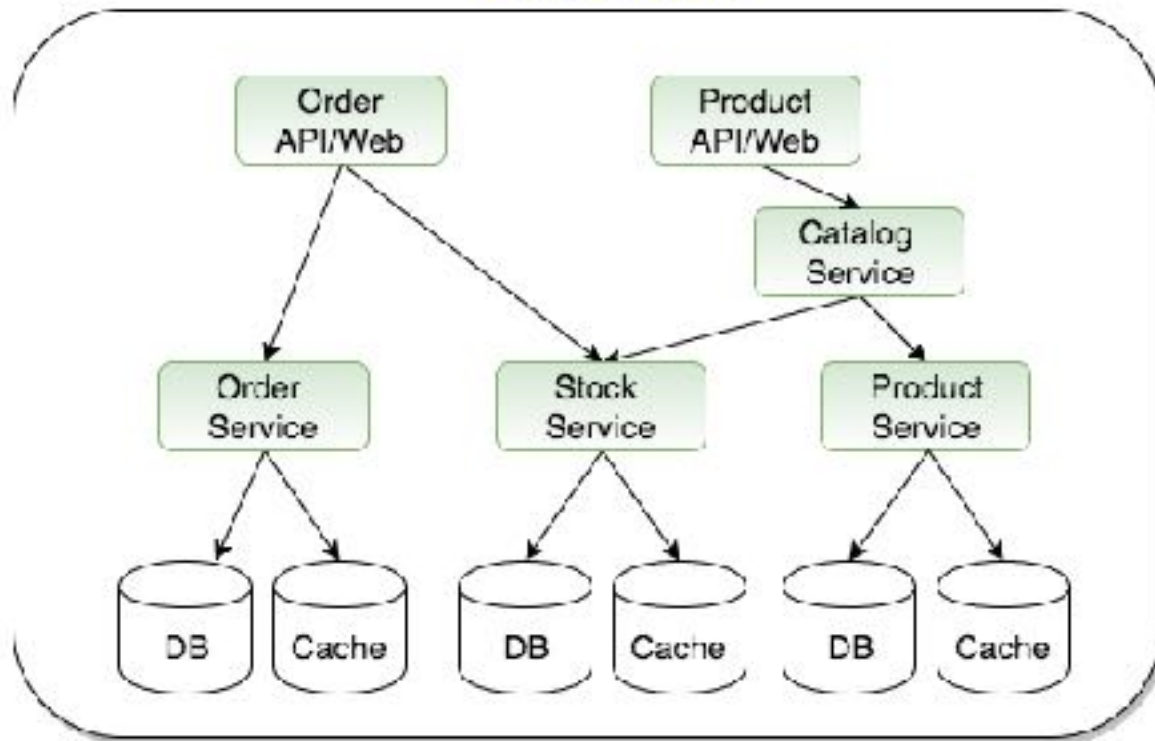 Order
API/Web
Product
API/Web
Catalog
Service
Order
Service
Stock
Service
Product
Service
DB
Cache
DB
Cache
DB
Cache